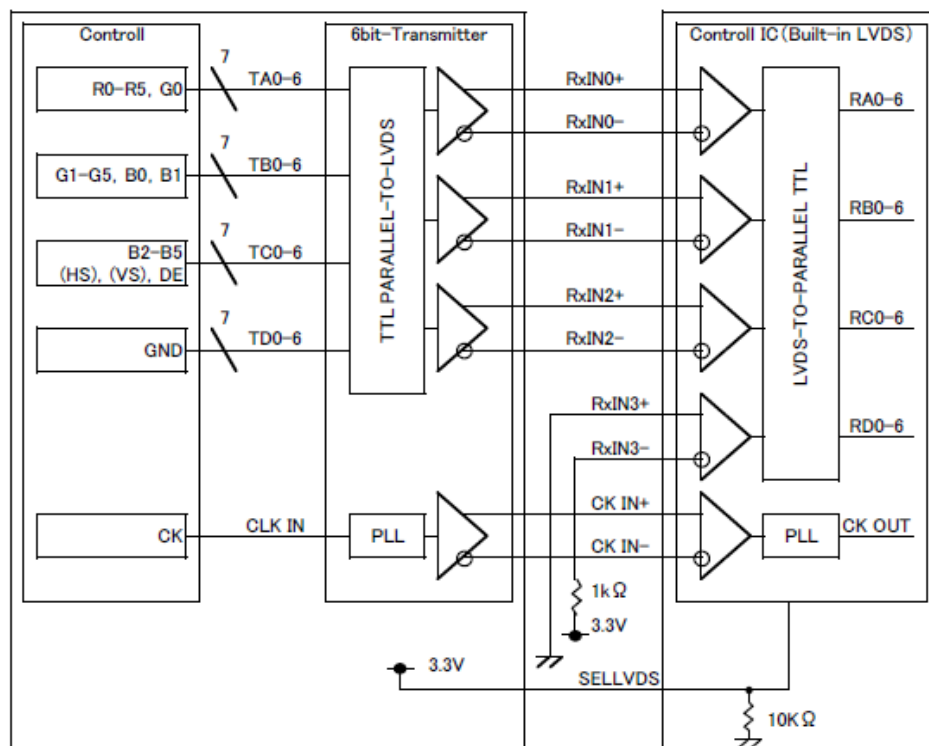 Controll
6bit-Transmitter
Controll IC(Built-in LVDS)
R0-R5, G0
7
TA0-6
RxIN0+
RxIN0-
RA0-6
G1-G5, B0, B1
7
TB0-6
RxIN1+
RxIN1-
RB0-6
B2-B5
(HS), (VS), DE
7
TC0-6
RxIN2+
RxIN2-
RC0-6
GND
7
TD0-6
RxIN3+
RxIN3-
RD0-6
TTL PARALLEL-TO-LVDS
LVDS-TO-PARALLEL TTL
CK
CLK IN
PLL
CK IN+
CK IN-
PLL
CK OUT
1kΩ
3.3V
3.3V
SELLVDS
10KΩ